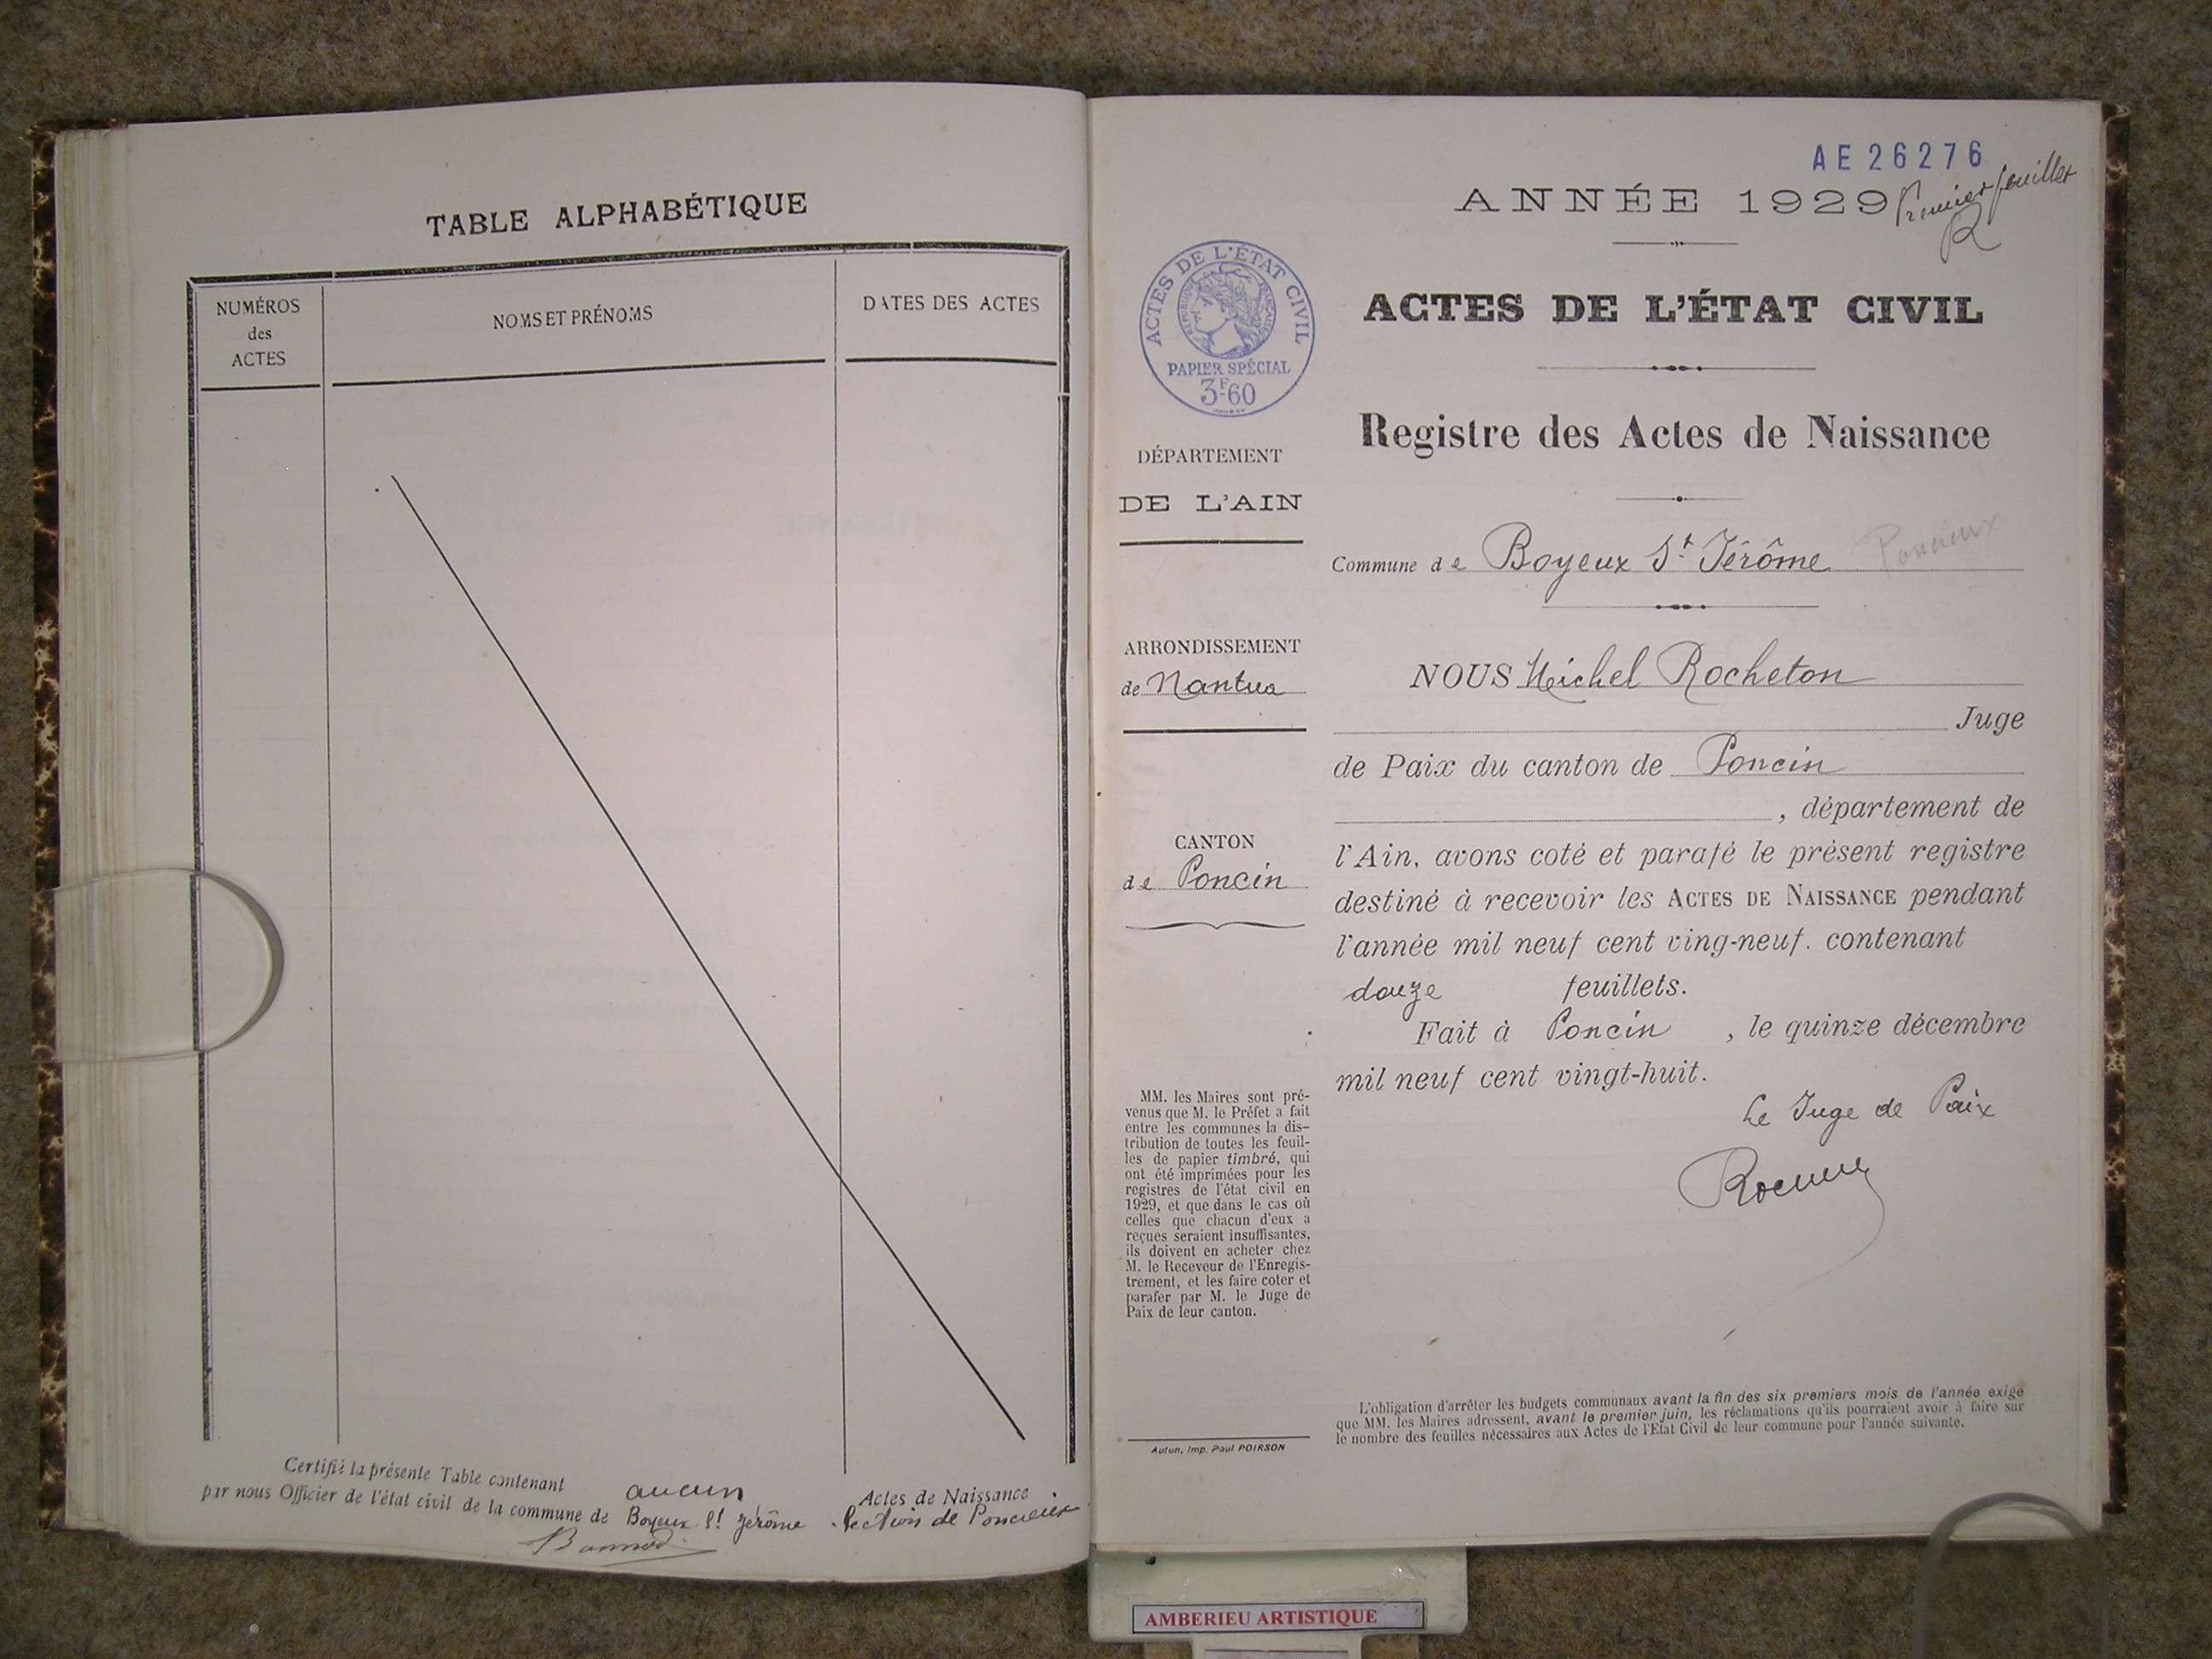 TABLE ALPHABÉTIQUE
NUMÉROS
des
ACTES
NOMS ET PRÉNOMS
DATES DES ACTES
Certifié la présente Table contenant aucun Actes de Naissance
par nous Officier de l'état civil de la commune de Boyeux St Jérôme. Section de Poncieux
AE 26276
ANNÉE 1929 Premier feuillet
R
ACTES DE L'ÉTAT CIVIL
RÉPUBLIQUE FRANÇAISE
PAPIER SPÉCIAL
3F60
ACTES DE L'ÉTAT CIVIL
Registre des Actes de Naissance
DÉPARTEMENT
DE L'AIN
Commune de Boyeux St Jérôme Poncieux
ARRONDISSEMENT
de Nantua
CANTON
de Poncin
NOUS Michel Rocheton
Juge
de Paix du canton de Poncin
, département de
l'Ain, avons coté et parafé le présent registre
destiné à recevoir les ACTES DE NAISSANCE pendant
l'année mil neuf cent ving-neuf. contenant
douze feuillets.
Fait à Poncin , le quinze décembre
mil neuf cent vingt-huit.
Le Juge de Paix
MM. les Maires sont pré-
venus que M. le Préfet a fait
entre les communes la dis-
tribution de toutes les feuil-
les de papier timbré, qui
ont été imprimées pour les
registres de l'état civil en
1929, et que dans le cas où
celles que chacun d'eux a
reçues seraient insuffisantes,
ils doivent en acheter chez
M. le Receveur de l'Enregis-
trement, et les faire coter et
parafer par M. le Juge de
Paix de leur canton.
Autun, Imp. Paul POIRSON
L'obligation d'arrêter les budgets communaux avant la fin des six premiers mois de l'année exige
que MM. les Maires adressent, avant le premier juin, les réclamations qu'ils pourraient avoir à faire sur
le nombre des feuilles nécessaires aux Actes de l'Etat Civil de leur commune pour l'année suivante.
AMBERIEU ARTISTIQUE